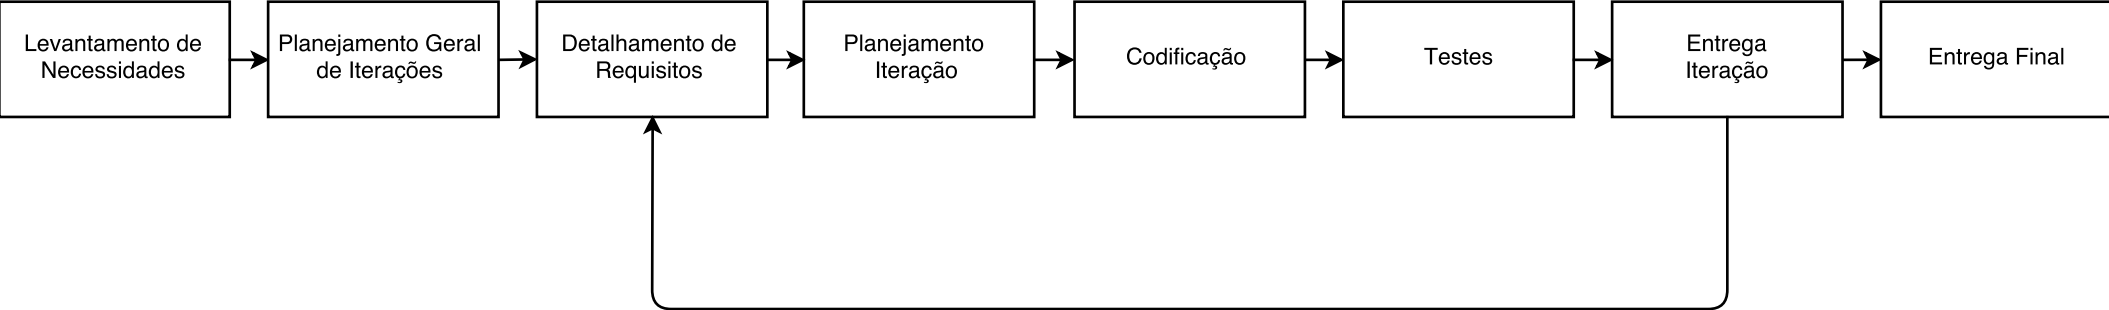 Levantamento de
Necessidades
Planejamento Geral
de Iterações
Detalhamento de
Requisitos
Planejamento
Iteração
Codificação
Testes
Entrega
Iteração
Entrega Final